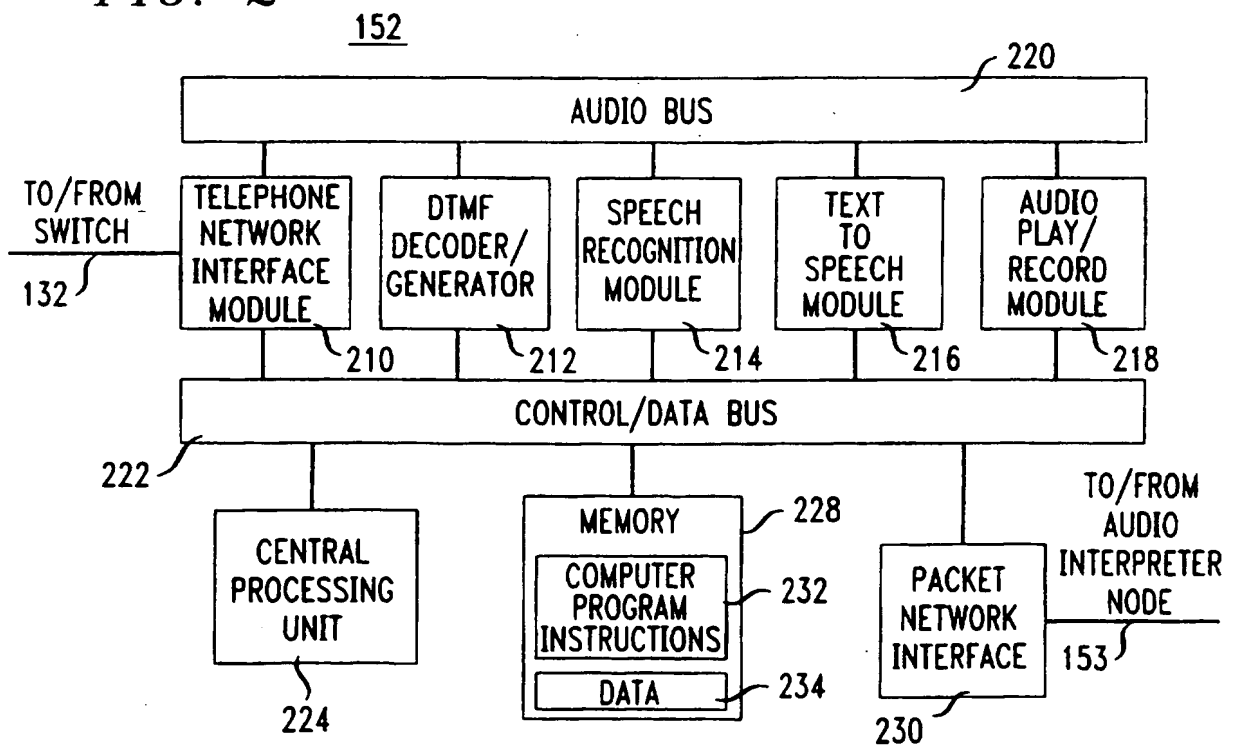 FIG. 2
152
220
AUDIO BUS
TO/FROM
SWITCH
132
TELEPHONE
NETWORK
INTERFACE
MODULE
210
DTMF
DECODER/
GENERATOR
212
SPEECH
RECOGNITION
MODULE
214
TEXT
TO
SPEECH
MODULE
216
AUDIO
PLAY/
RECORD
MODULE
218
CONTROL/DATA BUS
222
CENTRAL
PROCESSING
UNIT
224
MEMORY
228
COMPUTER
PROGRAM
INSTRUCTIONS
232
DATA
234
PACKET
NETWORK
INTERFACE
230
TO/FROM
AUDIO
INTERPRETER
NODE
153